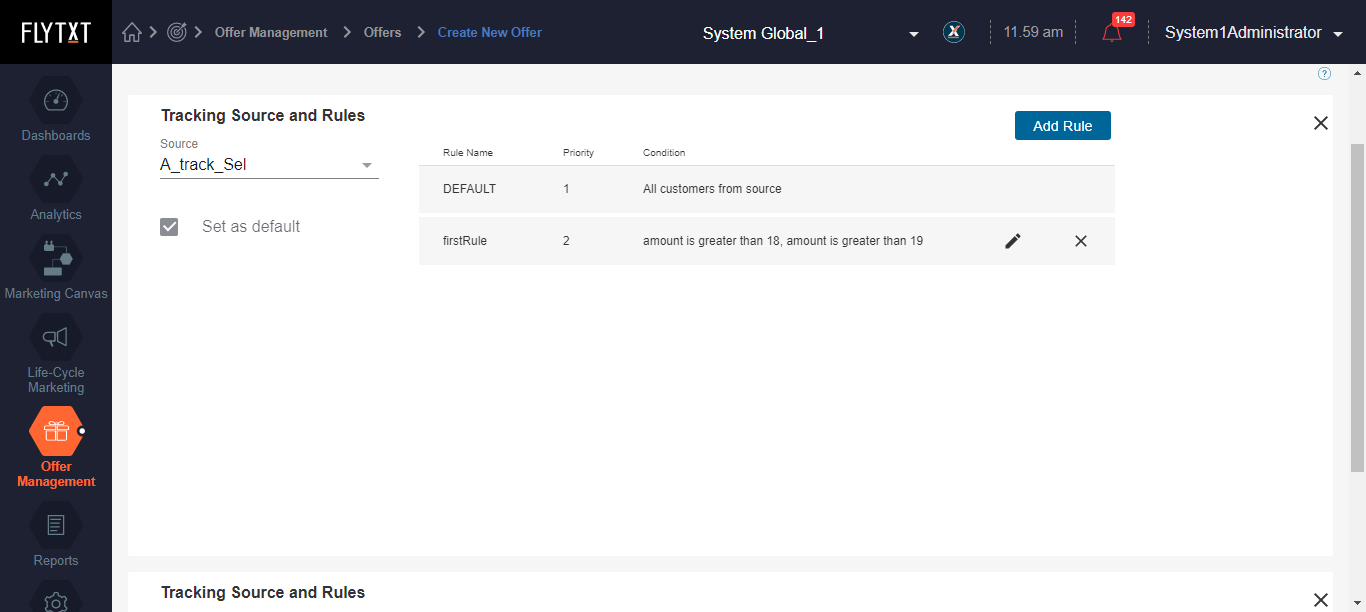 FLYTXT
Offer Management
Offers
Create New Offer
System Global_1
11.59 am
142
System1Administrator
Dashboards
Analytics
Marketing Canvas
Life-Cycle
Marketing
Offer
Management
Reports
?
Tracking Source and Rules
Source
A_track_Sel
Set as default
Add Rule
Rule Name Priority Condition
DEFAULT 1 All customers from source
firstRule 2 amount is greater than 18, amount is greater than 19
Tracking Source and Rules